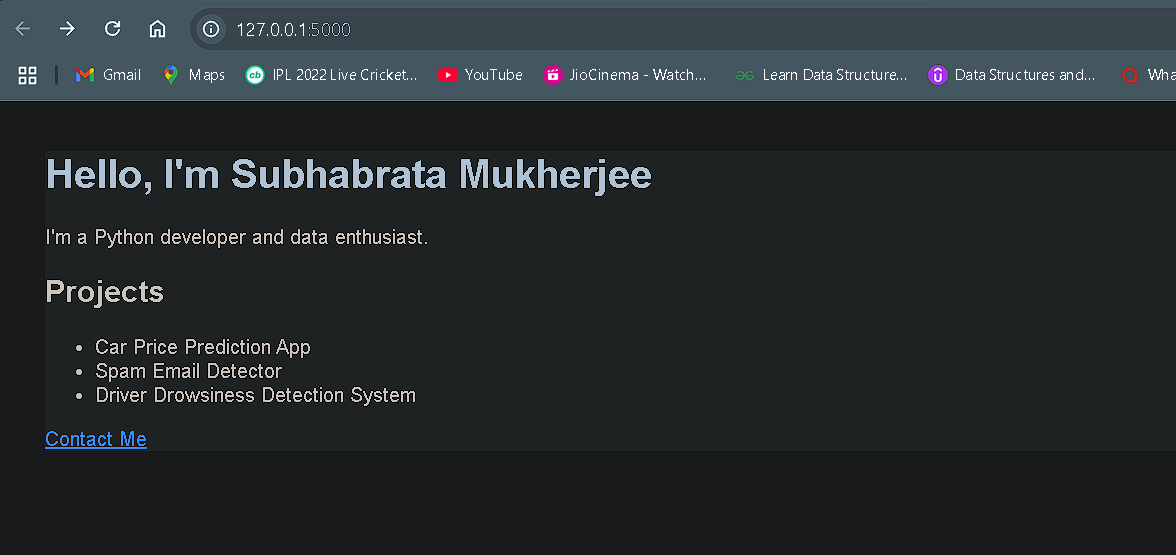 127.0.0.1:5000
Gmail Maps cb IPL 2022 Live Cricket... YouTube JioCinema - Watch... Learn Data Structure... Data Structures and... Wha
Hello, I'm Subhabrata Mukherjee
I'm a Python developer and data enthusiast.
Projects
• Car Price Prediction App
• Spam Email Detector
• Driver Drowsiness Detection System
Contact Me